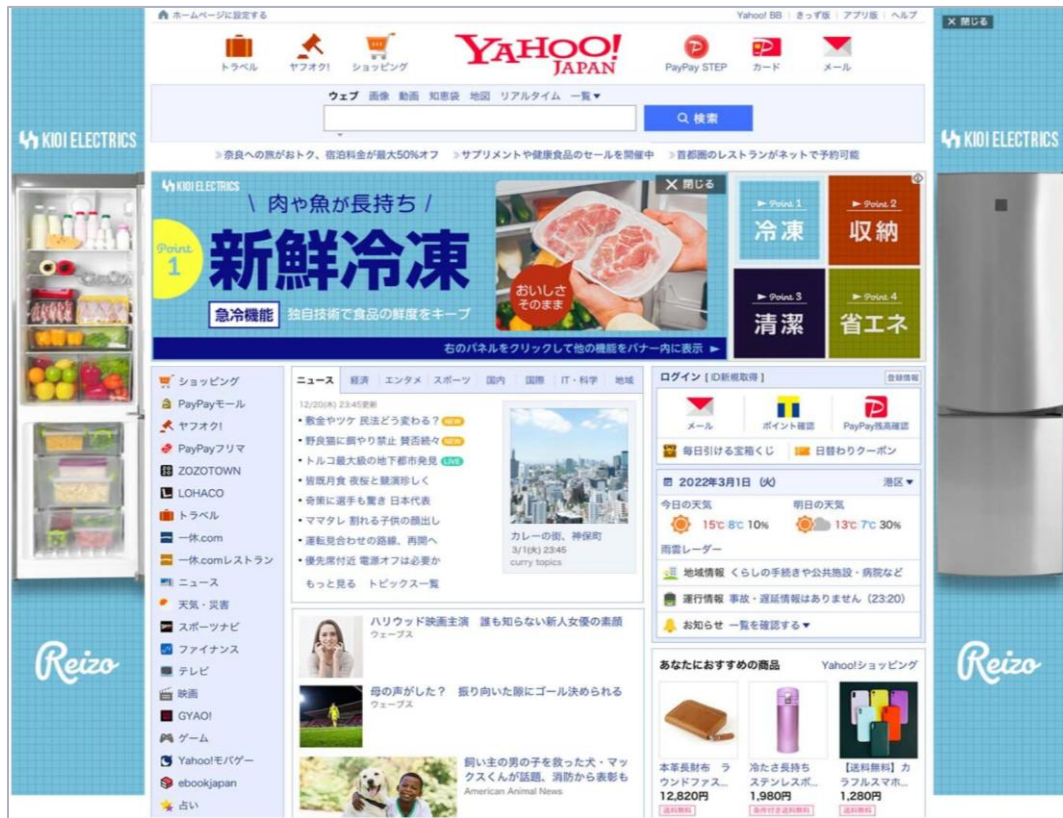 ホームページに設定する
Yahoo! BB きっず版 アプリ版 ヘルプ
× 閉じる
トラベル ヤフオク! ショッピング
YAHOO!
JAPAN
PayPay STEP カード メール
ウェブ 画像 動画 知恵袋 地図 リアルタイム 一覧▼
検索
KIOI ELECTRICS
KIOI ELECTRICS
≫奈良への旅がおトク、宿泊料金が最大50%オフ ≫サプリメントや健康食品のセールを開催中 ≫首都圏のレストランがネットで予約可能
KIOI ELECTRICS
\ 肉や魚が長持ち /
Point
1
新鮮冷凍
急冷機能 独自技術で食品の鮮度をキープ
おいしさ
そのまま
× 閉じる
右のパネルをクリックして他の機能をバナー内に表示 ▶
▶ Point 1
冷凍
▶ Point 2
収納
▶ Point 3
清潔
▶ Point 4
省エネ
ショッピング
PayPayモール
ヤフオク!
PayPayフリマ
ZOZOTOWN
LOHACO
トラベル
一休.com
一休.comレストラン
ニュース
天気・災害
スポーツナビ
ファイナンス
テレビ
映画
GYAO!
ゲーム
Yahoo!モバゲー
ebookjapan
占い
ニュース 経済 エンタメ スポーツ 国内 国際 IT・科学 地域
12/20(木) 23:45更新
・敷金やツケ 民法どう変わる? NEW
・野良猫に餌やり禁止 賛否続々 NEW
・トルコ最大級の地下都市発見 LIVE
・皆既月食 夜桜と競演珍しく
・奇策に選手も驚き 日本代表
・ママタレ 割れる子供の顔出し
・運転見合わせの路線、再開へ
・優先席付近 電源オフは必要か
もっと見る トピックス一覧
カレーの街、神保町
3/1(火) 23:45
curry topics
ハリウッド映画主演 誰も知らない新人女優の素顔
ウェーブス
母の声がした? 振り向いた隙にゴール決められる
ウェーブス
飼い主の男の子を救った犬・マックスくんが話題、消防から表彰も
American Animal News
ログイン [ ID新規取得 ]
登録情報
メール ポイント確認 PayPay残高確認
毎日引ける宝箱くじ 日替わりクーポン
2022年3月1日 (火) 港区▼
今日の天気 明日の天気
15℃ 8℃ 10% 13℃ 7℃ 30%
雨雲レーダー
地域情報 くらしの手続きや公共施設・病院など
運行情報 事故・遅延情報はありません (23:20)
お知らせ 一覧を確認する▼
あなたにおすすめの商品 Yahoo!ショッピング
本革長財布 ラウンドファス...
12,820円
送料無料
冷たさ長持ち ステンレスボ...
1,980円
条件付き送料無料
【送料無料】カラフルスマホ...
1,280円
送料無料
Reizo
Reizo